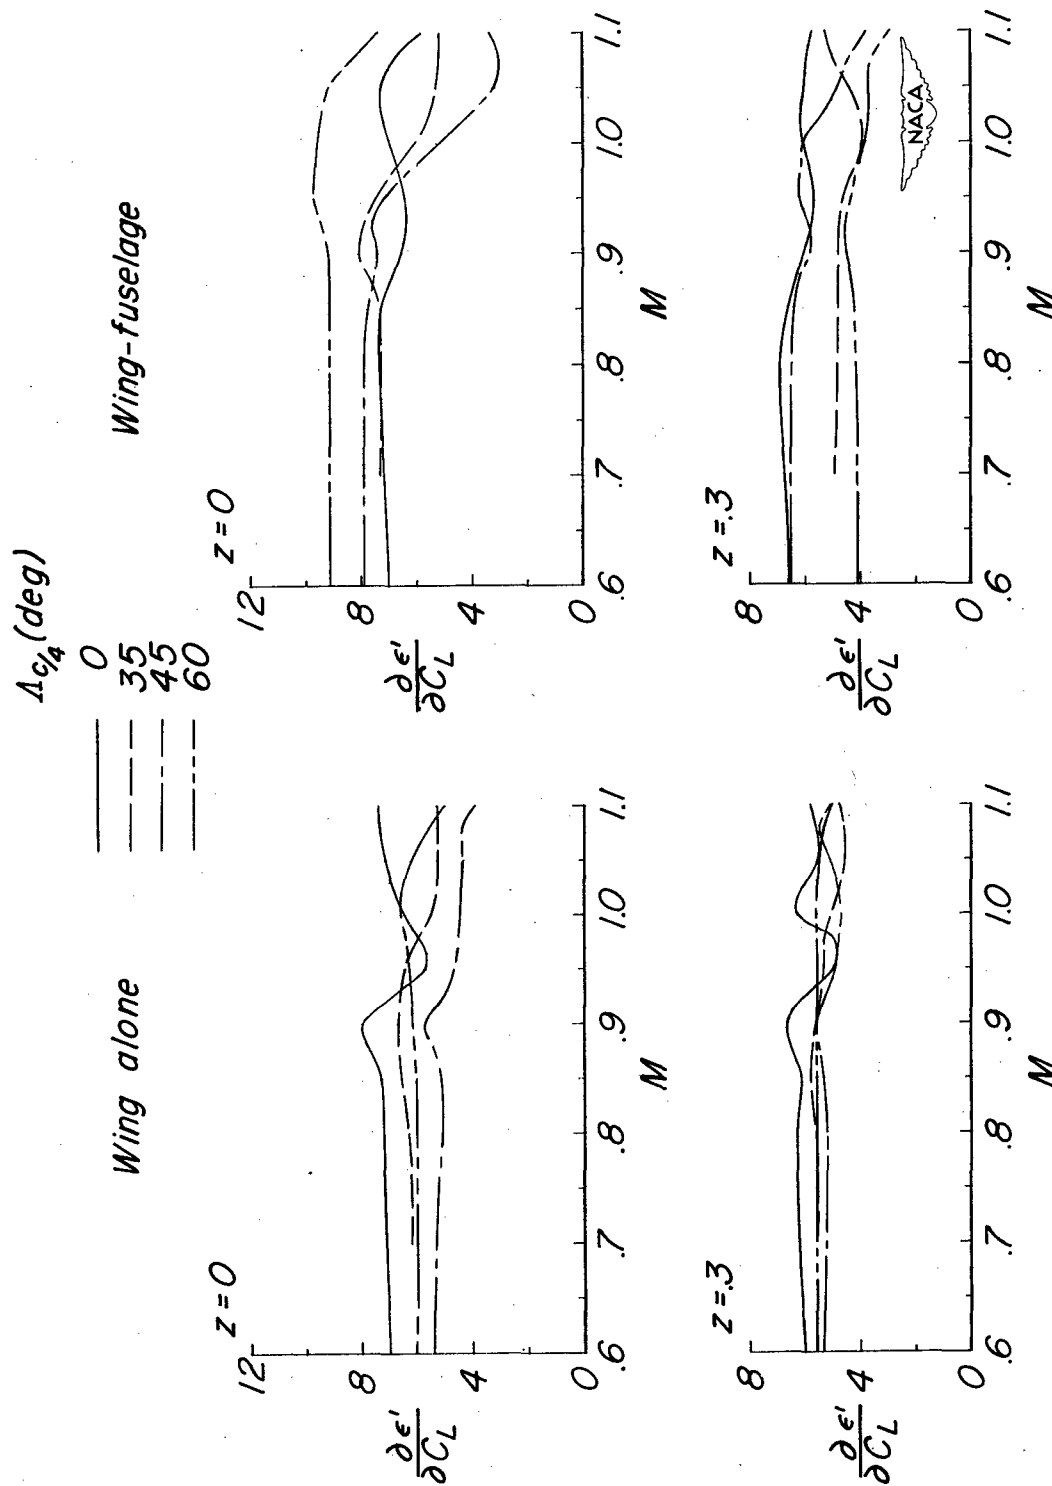 Λc/4 (deg)
0
35
45
60
Wing alone
Wing-fuselage
z = 0
12
8
4
0
∂ε'
∂CL
.6 .7 .8 .9 1.0 1.1
M
z = 0
12
8
4
0
∂ε'
∂CL
.6 .7 .8 .9 1.0 1.1
M
z = .3
8
4
0
∂ε'
∂CL
.6 .7 .8 .9 1.0 1.1
M
z = .3
8
4
0
∂ε'
∂CL
.6 .7 .8 .9 1.0 1.1
M
NACA